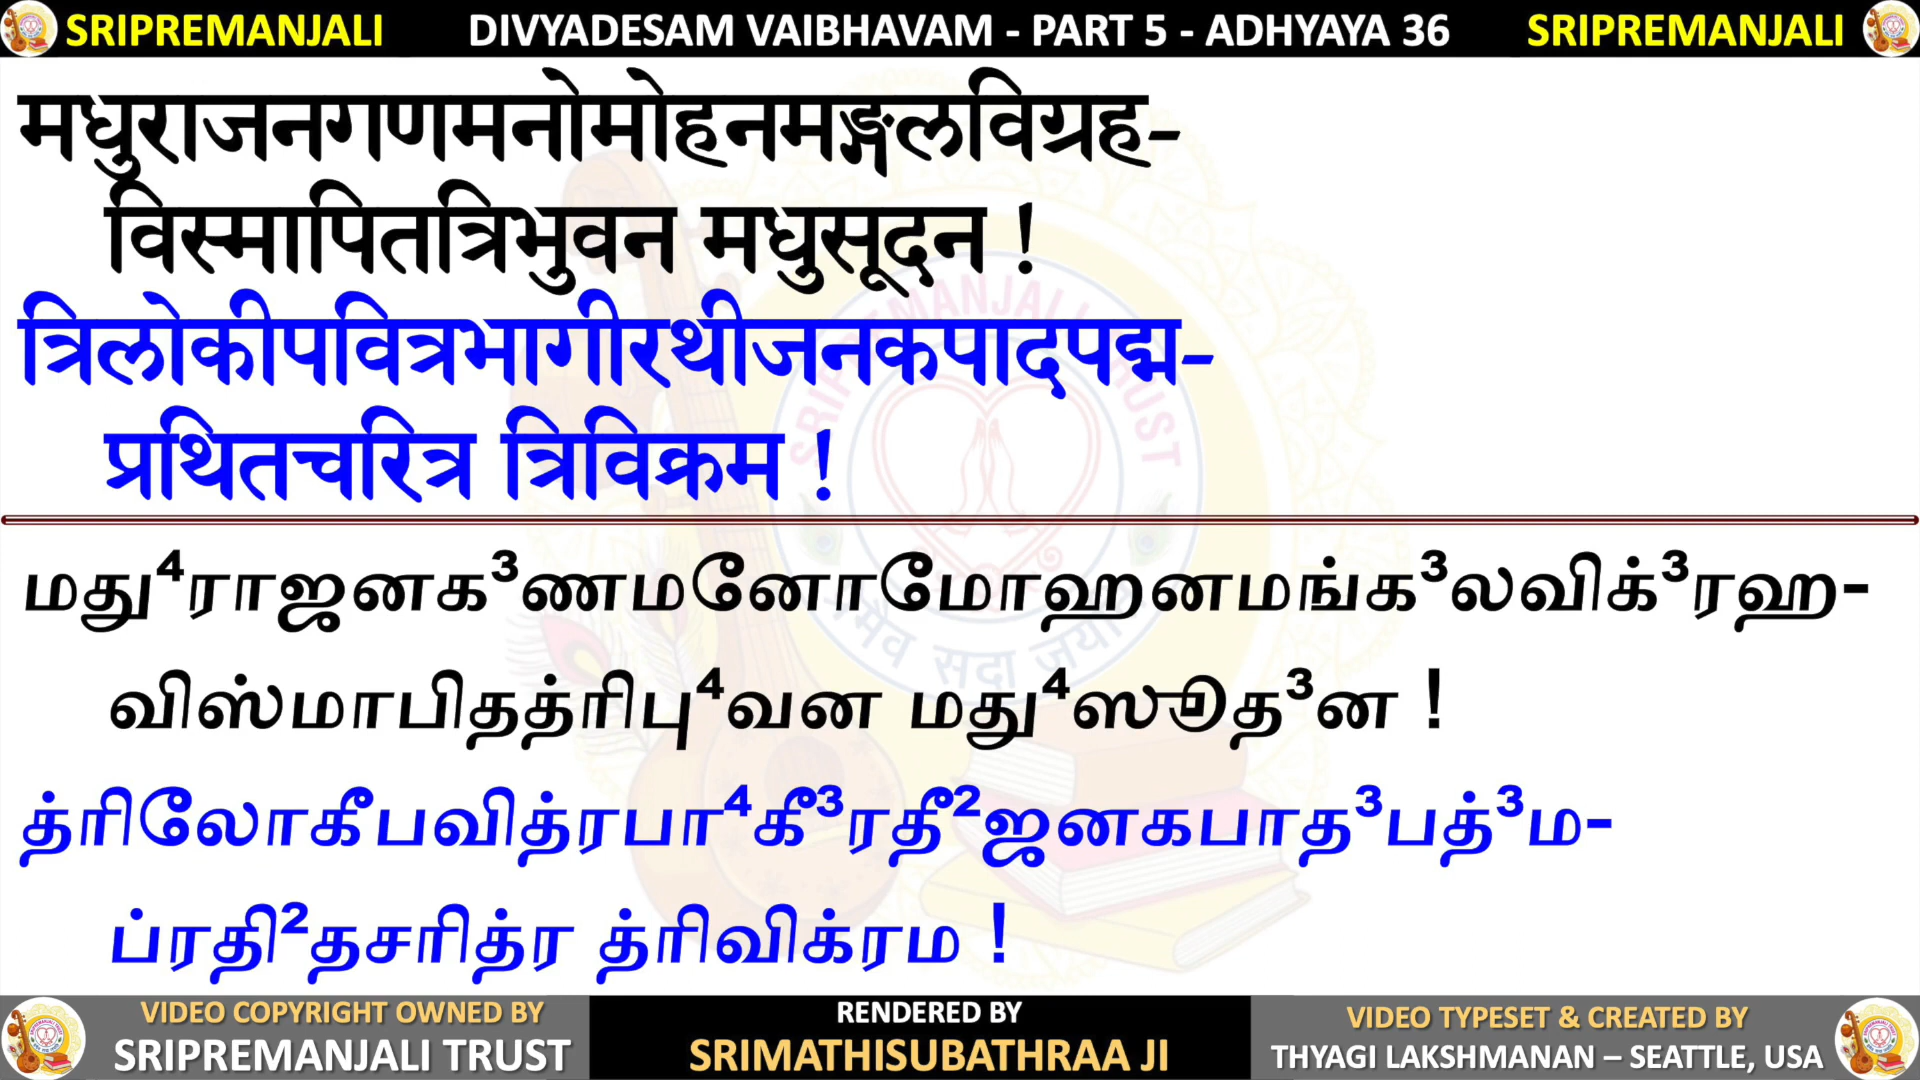 SRIPREMANJALI DIVYADESAM VAIBHAVAM - PART 5 - ADHYAYA 36 SRIPREMANJALI
मधुराजनगणमनोमोहनमङ्गलविग्रह-
विस्मापितत्रिभुवन मधुसूदन !
त्रिलोकीपवित्रभागीरथीजनकपादपद्म-
प्रथितचरित्र त्रिविक्रम !
மது⁴ராஜனக³ணமனோமோஹனமங்க³லவிக்³ரஹ-
விஸ்மாபிதத்ரிபு⁴வன மது⁴ஸூத³ன !
த்ரிலோகீபவித்ரபா⁴கீ³ரதீ²ஜனகபாத³பத்³ம-
ப்ரதி²தசரித்ர த்ரிவிக்ரம !
VIDEO COPYRIGHT OWNED BY
SRIPREMANJALI TRUST
RENDERED BY
SRIMATHISUBATHRAA JI
VIDEO TYPESET & CREATED BY
THYAGI LAKSHMANAN – SEATTLE, USA